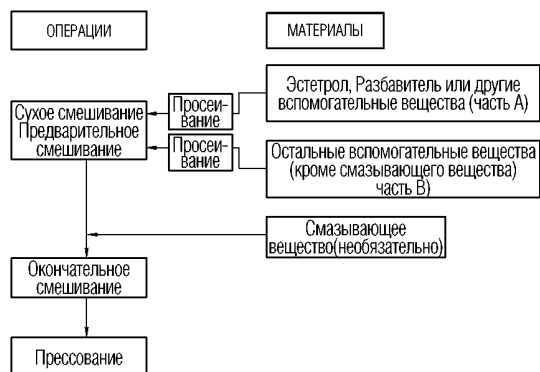 ОПЕРАЦИИ
МАТЕРИАЛЫ
Эстетрол, Разбавитель или другие
вспомогательные вещества (часть A)
Просеи-
вание
Сухое смешивание
Предварительное
смешивание
Просеи-
вание
Остальные вспомогательные вещества
(кроме смазывающего вещества)
часть B)
Смазывающее
вещество(необязательно)
Окончательное
смешивание
Прессование